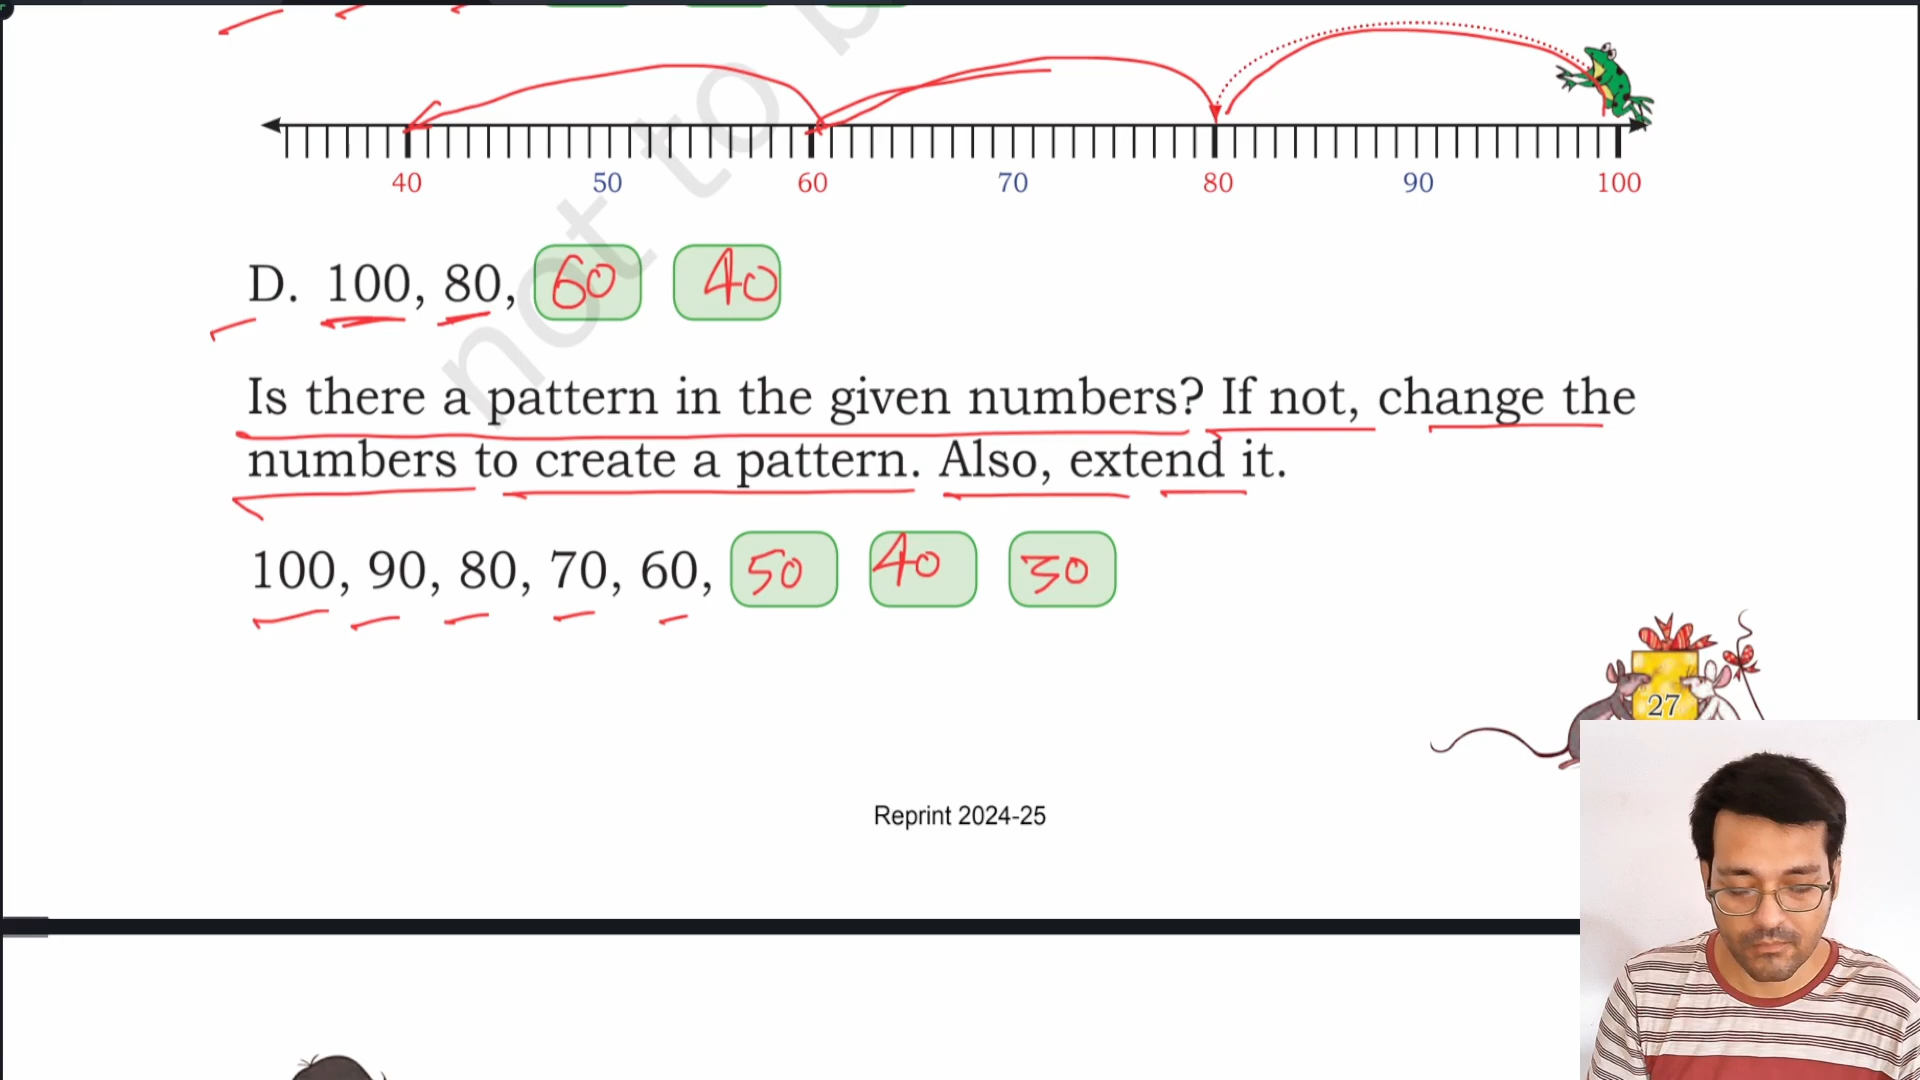 40 50 60 70 80 90 100
D. 100, 80, 60 40
Is there a pattern in the given numbers? If not, change the
numbers to create a pattern. Also, extend it.
100, 90, 80, 70, 60, 50 40 30
27
Reprint 2024-25
not to b